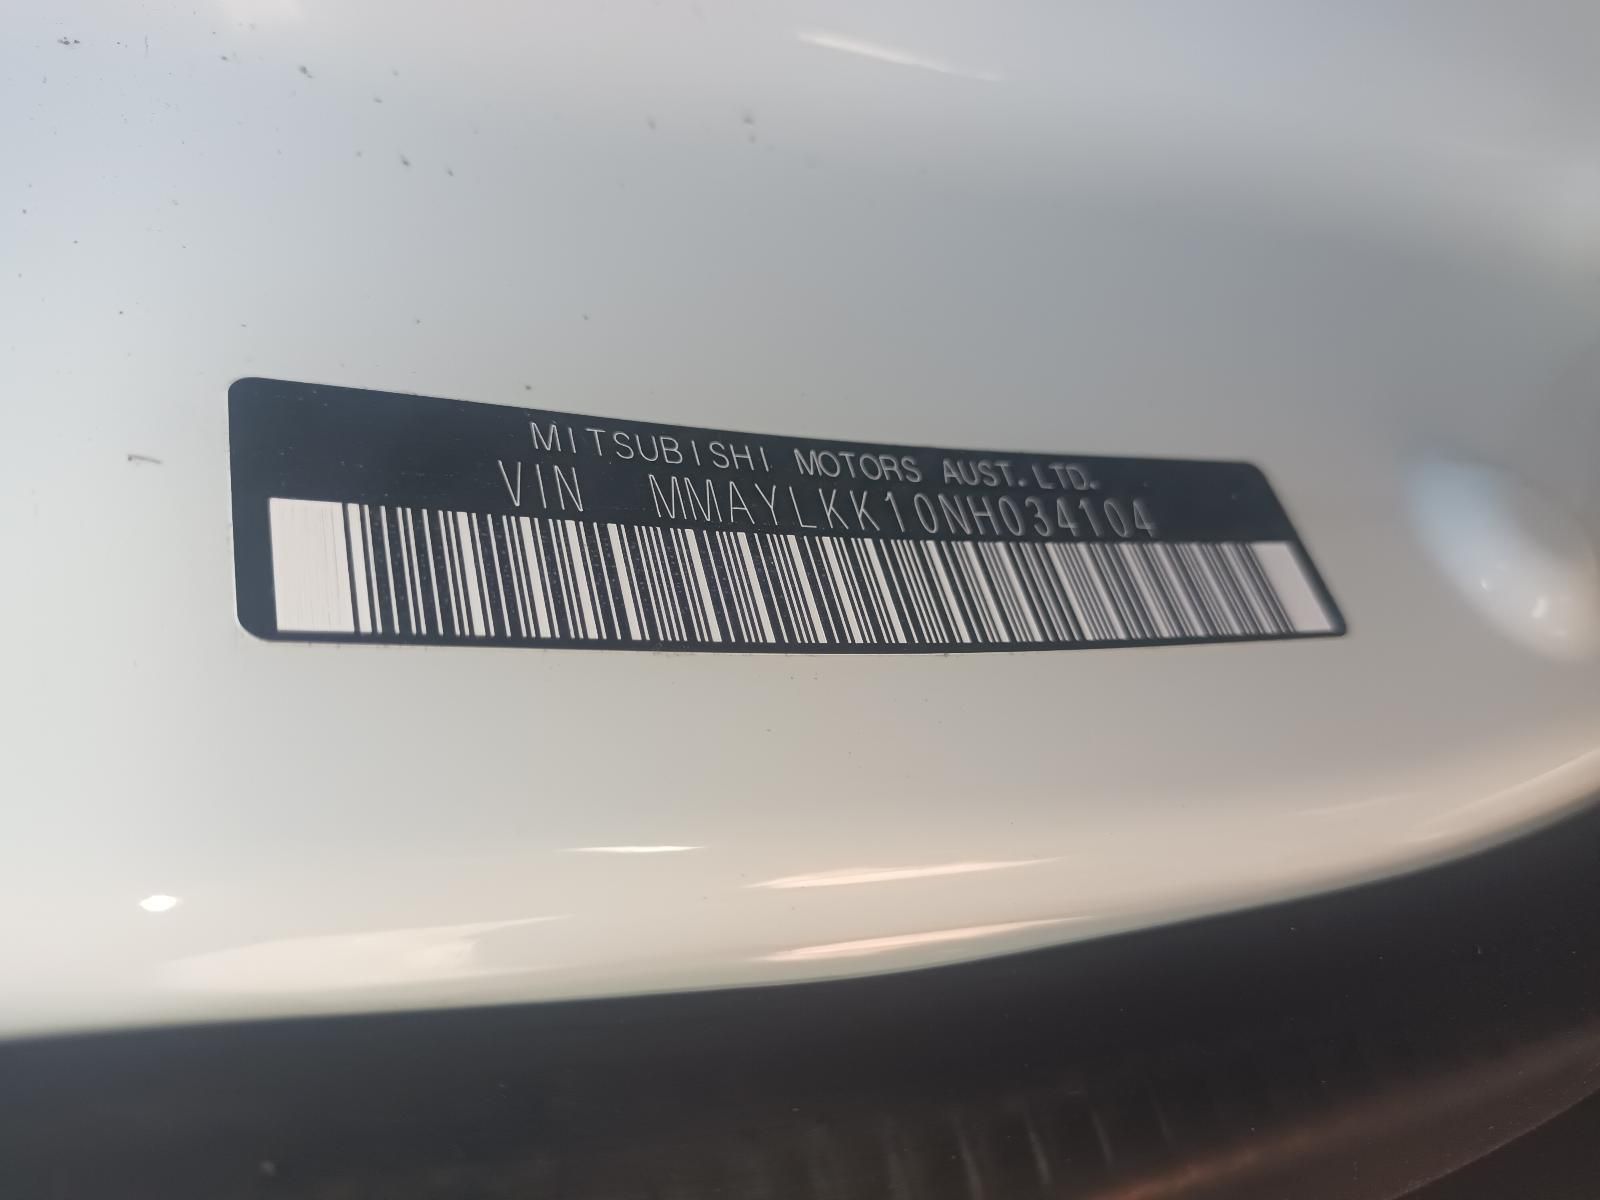 MITSUBISHI MOTORS AUST. LTD.
VIN MMAYLKK10NH034104